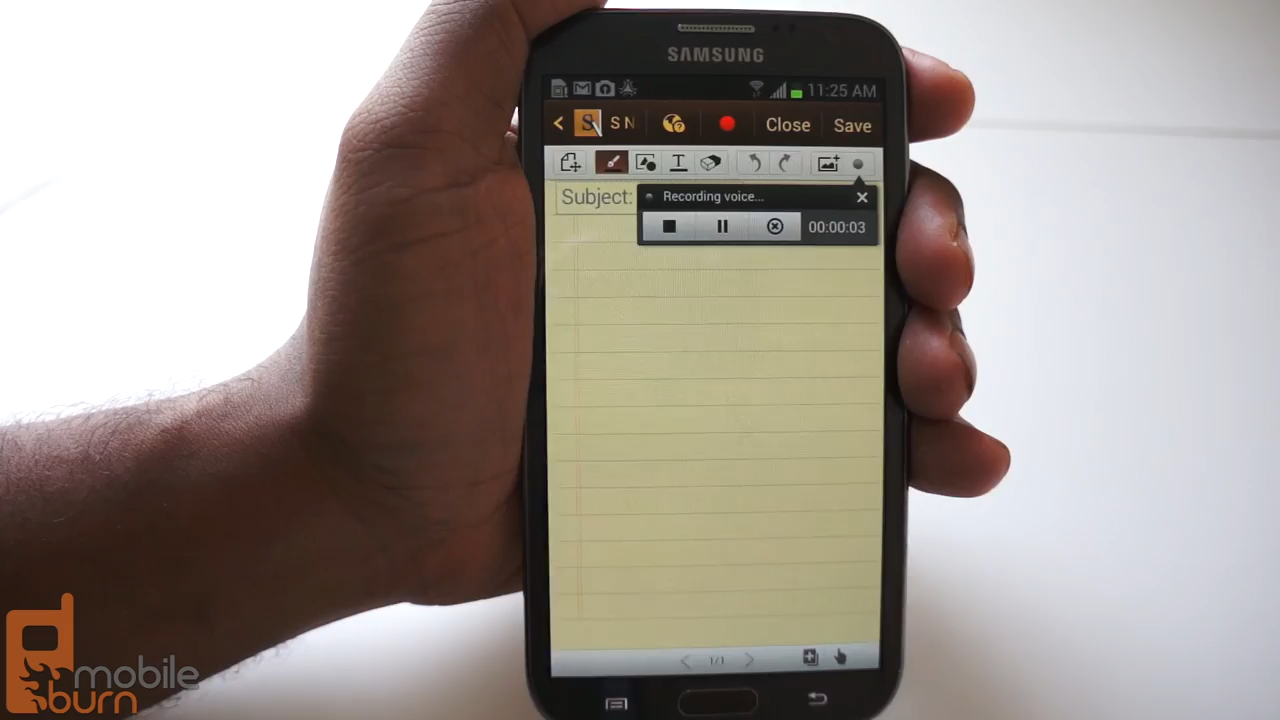 SAMSUNG
11:25 AM
S N
Close
Save
T
Subject:
Recording voice...
00:00:03
1/1
mobile
burn